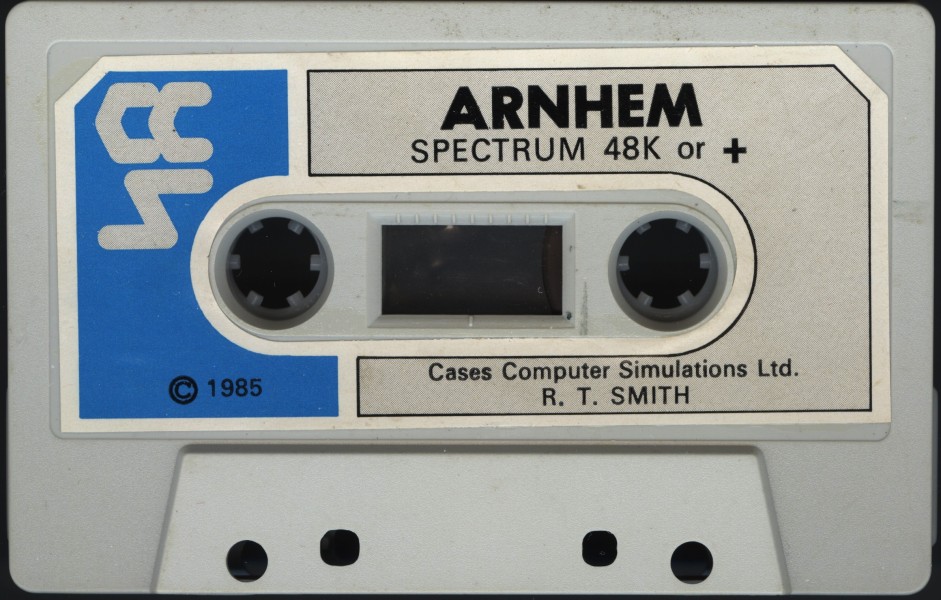 ARNHEM
SPECTRUM 48K or +
Cases Computer Simulations Ltd.
R. T. SMITH
© 1985